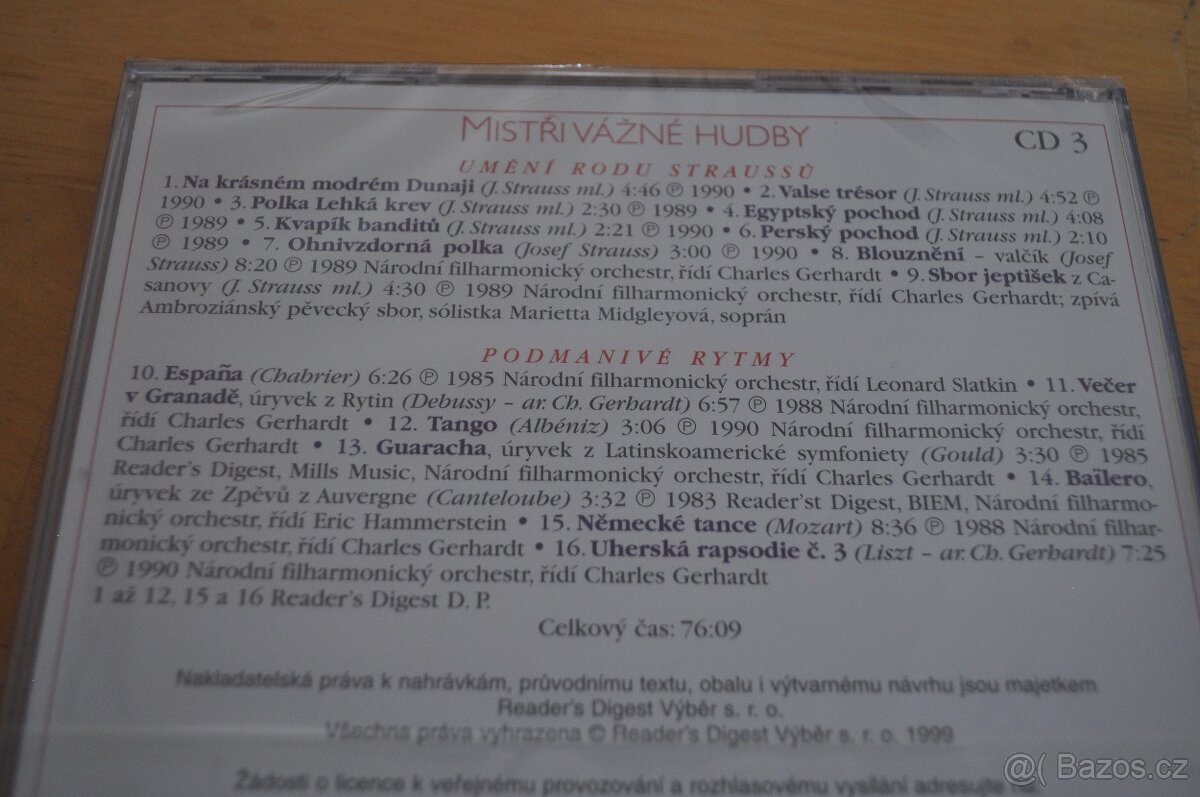 MISTŘI VÁŽNÉ HUDBY
CD 3
UMĚNÍ RODU STRAUSSŮ
1. Na krásném modrém Dunaji (J. Strauss ml.) 4:46 ℗ 1990 • 2. Valse trésor (J. Strauss ml.) 4:52 ℗
1990 • 3. Polka Lehká krev (J. Strauss ml.) 2:30 ℗ 1989 • 4. Egyptský pochod (J. Strauss ml.) 4:08
℗ 1989 • 5. Kvapík banditů (J. Strauss ml.) 2:21 ℗ 1990 • 6. Perský pochod (J. Strauss ml.) 2:10
℗ 1989 • 7. Ohnivzdorná polka (Josef Strauss) 3:00 ℗ 1990 • 8. Blouznění – valčík (Josef
Strauss) 8:20 ℗ 1989 Národní filharmonický orchestr, řídí Charles Gerhardt • 9. Sbor jeptišek z Ca-
sanovy (J. Strauss ml.) 4:30 ℗ 1989 Národní filharmonický orchestr, řídí Charles Gerhardt; zpívá
Ambroziánský pěvecký sbor, sólistka Marietta Midgleyová, soprán
PODMANIVÉ RYTMY
10. España (Chabrier) 6:26 ℗ 1985 Národní filharmonický orchestr, řídí Leonard Slatkin • 11. Večer
v Granadě, úryvek z Rytin (Debussy – ar. Ch. Gerhardt) 6:57 ℗ 1988 Národní filharmonický orchestr,
řídí Charles Gerhardt • 12. Tango (Albéniz) 3:06 ℗ 1990 Národní filharmonický orchestr, řídí
Charles Gerhardt • 13. Guaracha, úryvek z Latinskoamerické symfoniety (Gould) 3:30 ℗ 1985
Reader's Digest, Mills Music, Národní filharmonický orchestr, řídí Charles Gerhardt • 14. Baïlero,
úryvek ze Zpěvů z Auvergne (Canteloube) 3:32 ℗ 1983 Reader'st Digest, BIEM, Národní filharmo-
nický orchestr, řídí Eric Hammerstein • 15. Německé tance (Mozart) 8:36 ℗ 1988 Národní filhar-
monický orchestr, řídí Charles Gerhardt • 16. Uherská rapsodie č. 3 (Liszt – ar. Ch. Gerhardt) 7:25
℗ 1990 Národní filharmonický orchestr, řídí Charles Gerhardt
1 až 12, 15 a 16 Reader's Digest D. P.
Celkový čas: 76:09
Nakladatelská práva k nahrávkám, průvodnímu textu, obalu i výtvarnému návrhu jsou majetkem
Reader's Digest Výběr s. r. o.
Všechna práva vyhrazena © Reader's Digest Výběr s. r. o. 1999
Žádosti o licence k veřejnému provozování a rozhlasovému vysílání adresujte
@( Bazos.cz